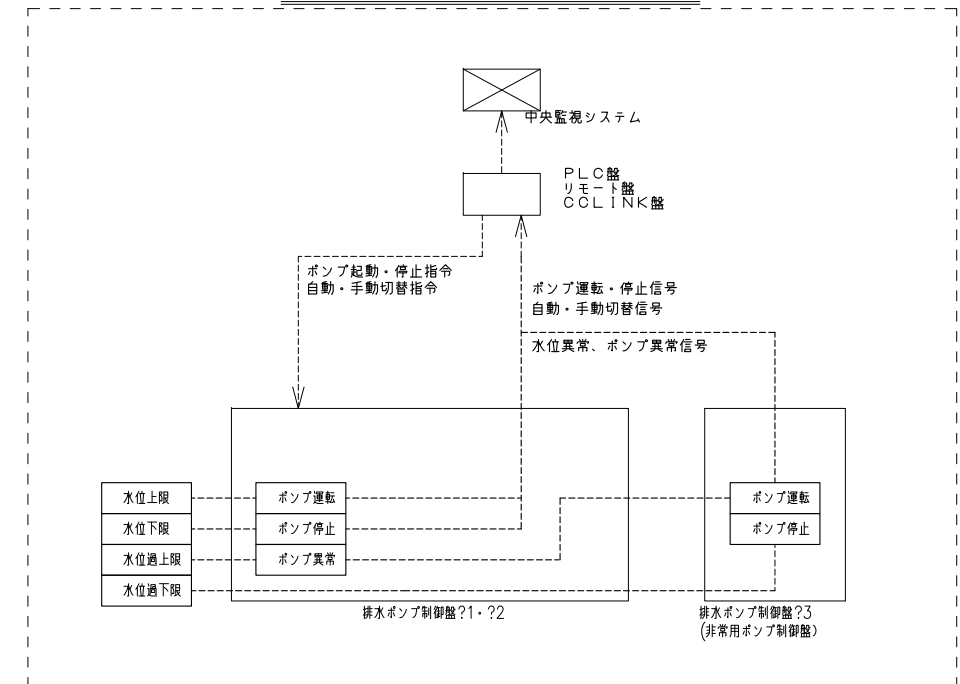 中央監視システム
PLC盤
リモート盤
CCLINK盤
ポンプ起動・停止指令
自動・手動切替指令
ポンプ運転・停止信号
自動・手動切替信号
水位異常、ポンプ異常信号
水位上限
ポンプ運転
ポンプ運転
水位下限
ポンプ停止
ポンプ停止
水位過上限
ポンプ異常
水位過下限
排水ポンプ制御盤?1・?2
排水ポンプ制御盤?3
(非常用ポンプ制御盤)